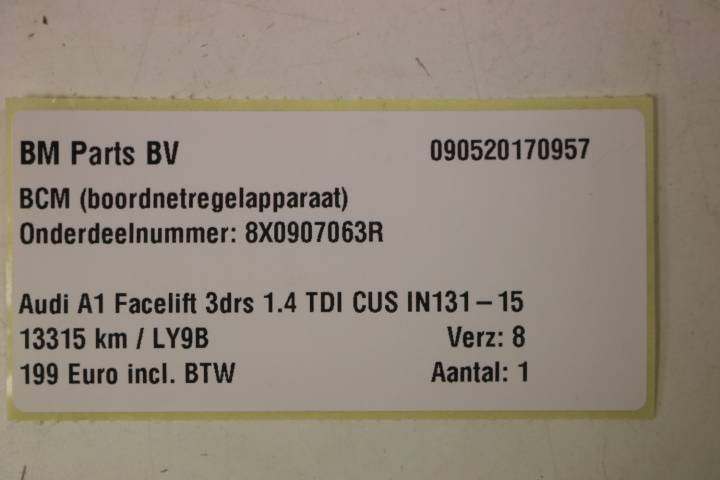 BM Parts BV 090520170957
BCM (boordnetregelapparaat)
Onderdeelnummer: 8X0907063R
Audi A1 Facelift 3drs 1.4 TDI CUS IN131-15
13315 km / LY9B Verz: 8
199 Euro incl. BTW Aantal: 1